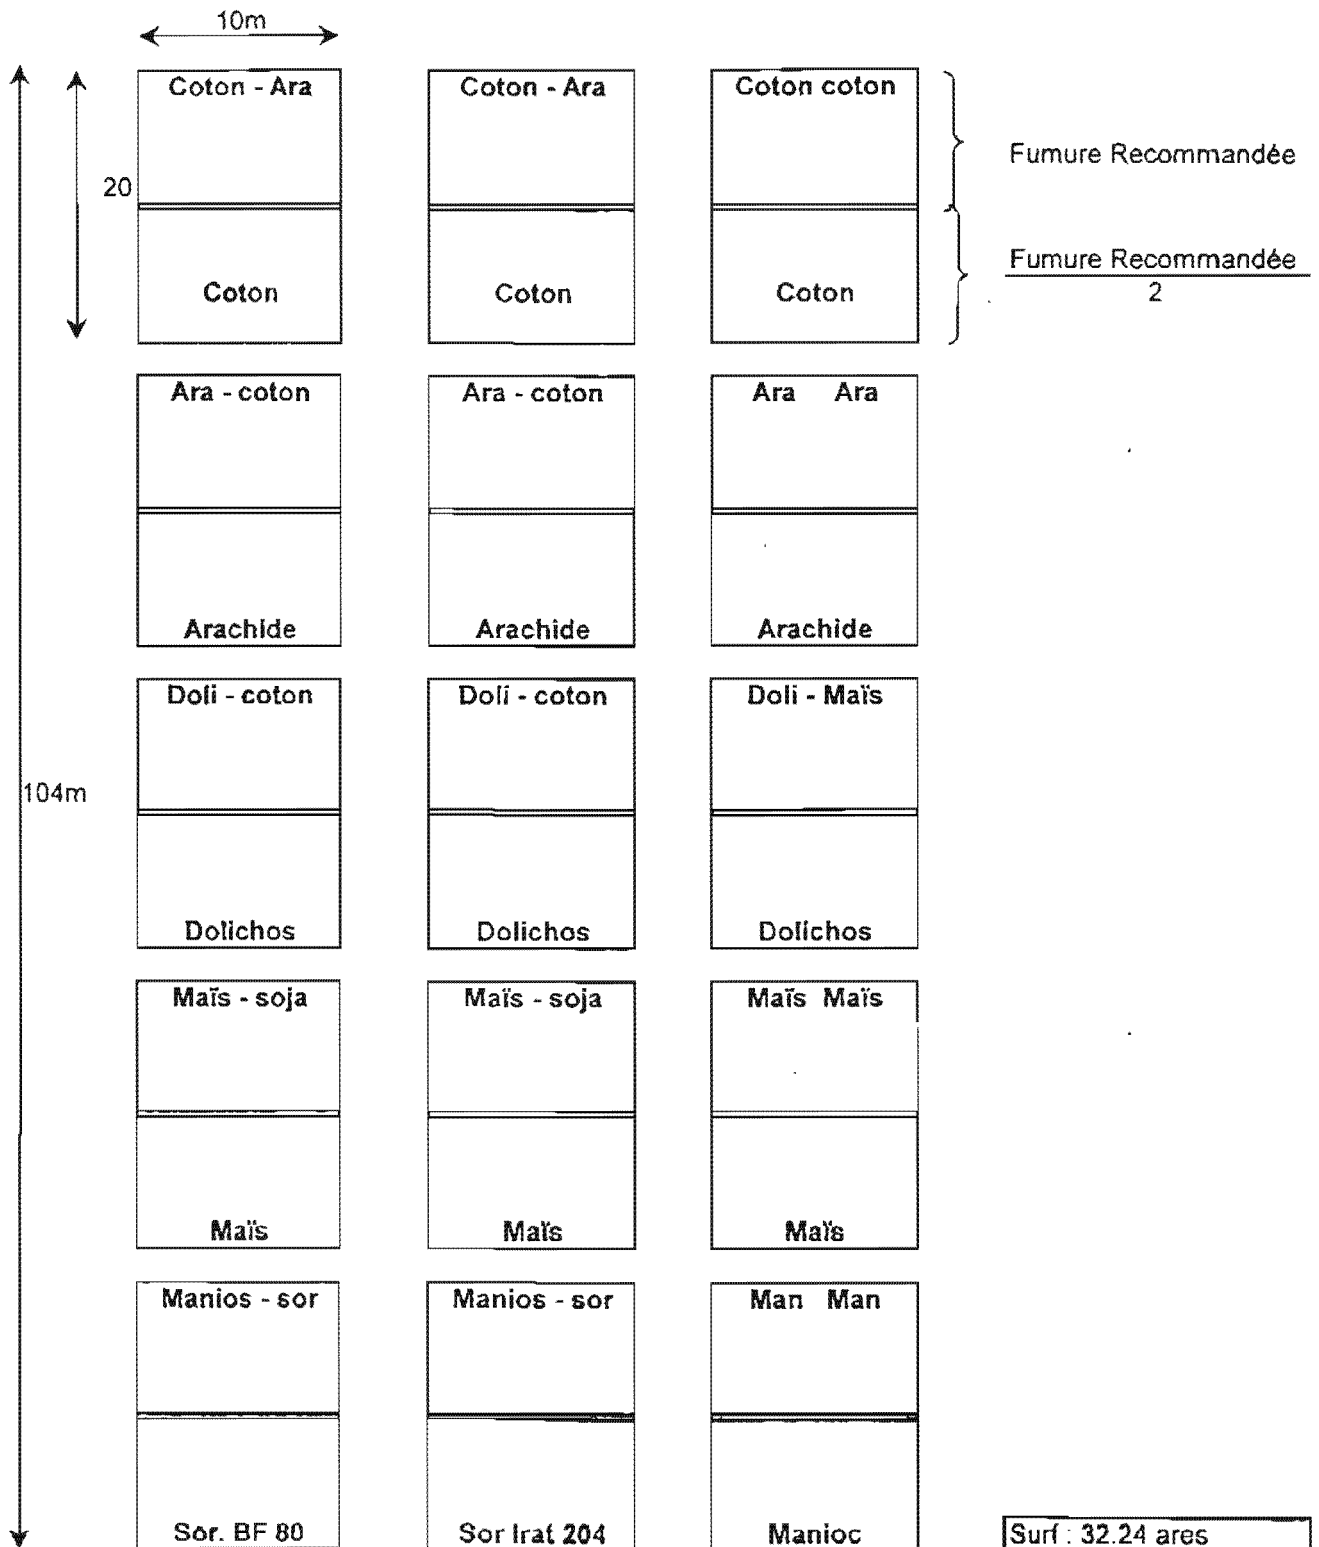 10m
Coton - Ara
Coton - Ara
Coton coton
Fumure Recommandée
20
Fumure Recommandée
2
Coton
Coton
Coton
Ara - coton
Ara - coton
Ara Ara
Arachide
Arachide
Arachide
Doli - coton
Doli - coton
Doli - Maïs
104m
Dolichos
Dolichos
Dolichos
Maïs - soja
Maïs - soja
Maïs Maïs
Maïs
Maïs
Maïs
Manios - sor
Manios - sor
Man Man
Sor. BF 80
Sor Irat 204
Manioc
Surf : 32.24 ares